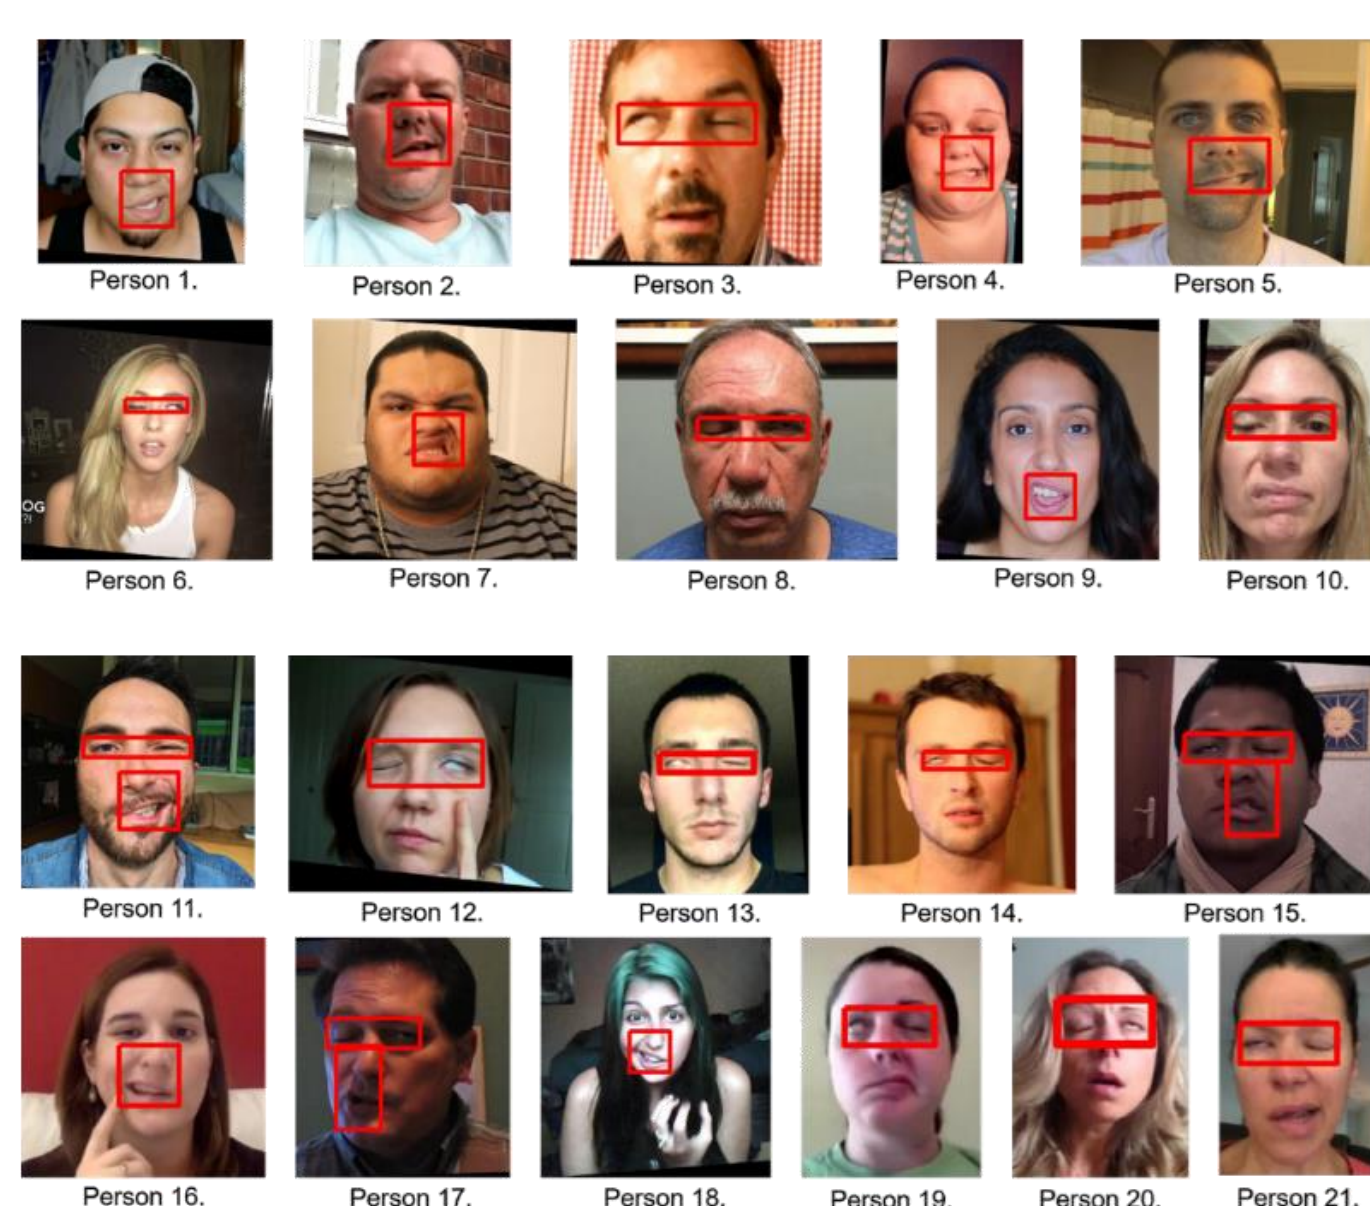 Person 1.
Person 2.
Person 3.
Person 4.
Person 5.
OG
?!
Person 6.
Person 7.
Person 8.
Person 9.
Person 10.
Person 11.
Person 12.
Person 13.
Person 14.
Person 15.
Person 16.
Person 17.
Person 18.
Person 19.
Person 20.
Person 21.